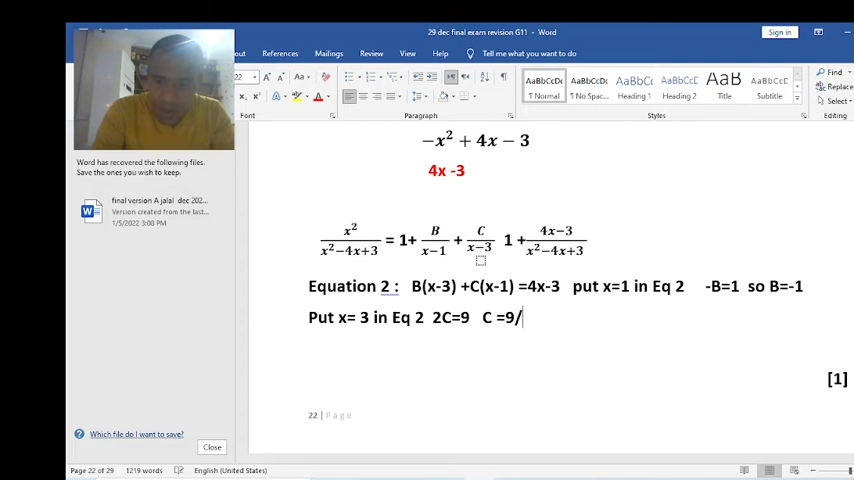 29 dec final exam revision G11 - Word
Sign in
out References Mailings Review View Help Tell me what you want to do
22 A A Aa
AaBbCcDc AaBbCcDc AaBbC AaBbCcD AaB AaBbCcD
¶ Normal ¶ No Spac... Heading 1 Heading 2 Title Subtitle
Find
Replace
Select
Font Paragraph Styles Editing
Word has recovered the following files.
Save the ones you wish to keep.
final version A jalal dec 202...
Version created from the last...
1/5/2022 3:04 PM
−x² + 4x − 3
4x -3
x²/(x²−4x+3) = 1+ B/(x−1) + C/(x−3) 1 + (4x−3)/(x²−4x+3)
Equation 2 : B(x-3) +C(x-1) =4x-3 put x=1 in Eq 2 -B=1 so B=-1
Put x= 3 in Eq 2 2C=9 C =9/
[1]
22 | Page
Which file do I want to save?
Close
Page 22 of 29 1219 words English (United States)